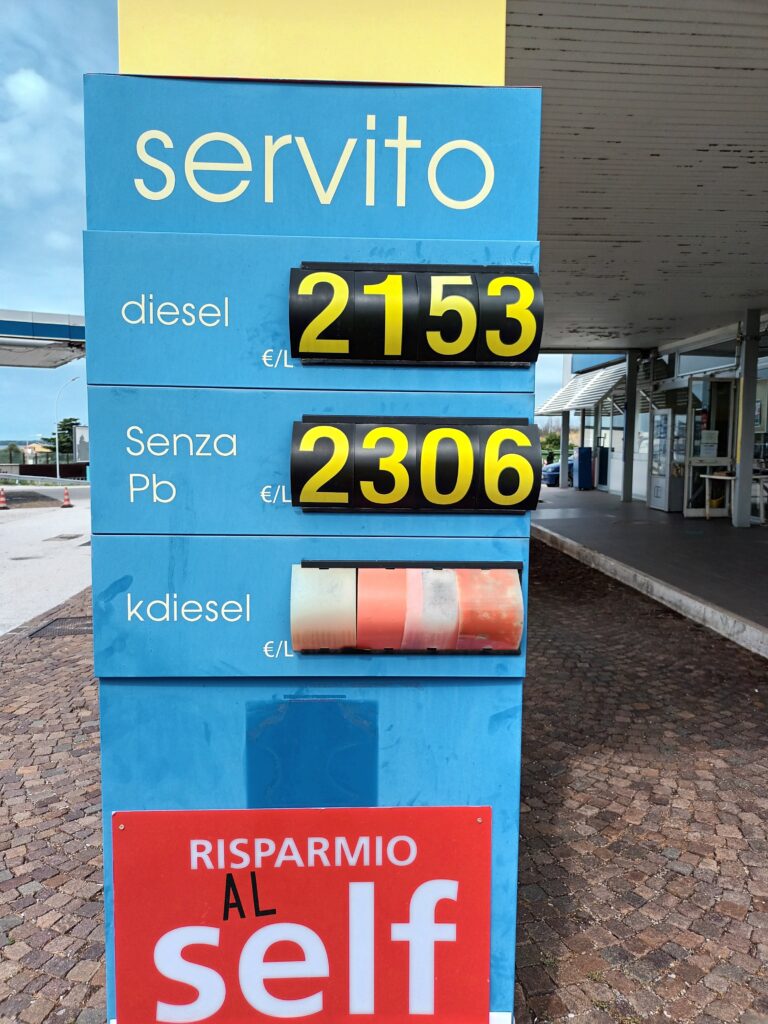 servito
diesel
€/L
2153
Senza
Pb
€/L
2306
kdiesel
€/L
RISPARMIO
AL
self